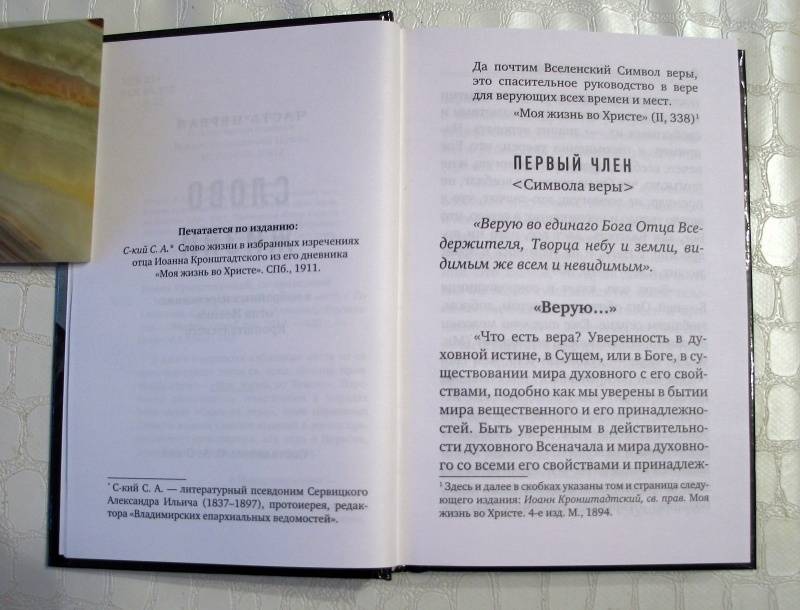 Печатается по изданию:
С-кий С. А.* Слово жизни в избранных изречениях
отца Иоанна Кронштадтского из его дневника
«Моя жизнь во Христе». СПб., 1911.
* С-кий С. А. — литературный псевдоним Сервицкого
Александра Ильича (1837–1897), протоиерея, редак-
тора «Владимирских епархиальных ведомостей».
Да почтим Вселенский Символ веры,
это спасительное руководство в вере
для верующих всех времен и мест.
«Моя жизнь во Христе» (II, 338)¹
ПЕРВЫЙ ЧЛЕН
<Символа веры>
«Верую во единаго Бога Отца Все-
держителя, Творца небу и земли, ви-
димым же всем и невидимым».
«Верую...»
«Что есть вера? Уверенность в ду-
ховной истине, в Сущем, или в Боге, в су-
ществовании мира духовного с его свой-
ствами, подобно как мы уверены в бытии
мира вещественного и его принадлежно-
стей. Быть уверенным в действительно-
сти духовного Всеначала и мира духовно-
го со всеми его свойствами и принадлеж-
¹ Здесь и далее в скобках указаны том и страница следу-
ющего издания: Иоанн Кронштадтский, св. прав. Моя
жизнь во Христе. 4-е изд. М., 1894.